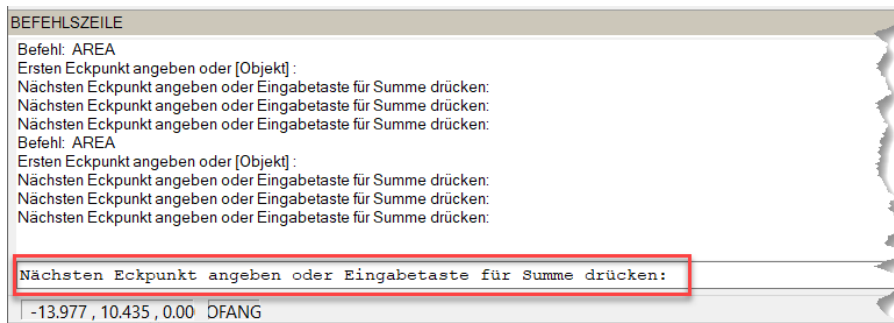 BEFEHLSZEILE
Befehl: AREA
Ersten Eckpunkt angeben oder [Objekt] :
Nächsten Eckpunkt angeben oder Eingabetaste für Summe drücken:
Nächsten Eckpunkt angeben oder Eingabetaste für Summe drücken:
Nächsten Eckpunkt angeben oder Eingabetaste für Summe drücken:
Befehl: AREA
Ersten Eckpunkt angeben oder [Objekt] :
Nächsten Eckpunkt angeben oder Eingabetaste für Summe drücken:
Nächsten Eckpunkt angeben oder Eingabetaste für Summe drücken:
Nächsten Eckpunkt angeben oder Eingabetaste für Summe drücken:
Nächsten Eckpunkt angeben oder Eingabetaste für Summe drücken:
-13.977 , 10.435 , 0.00 OFANG